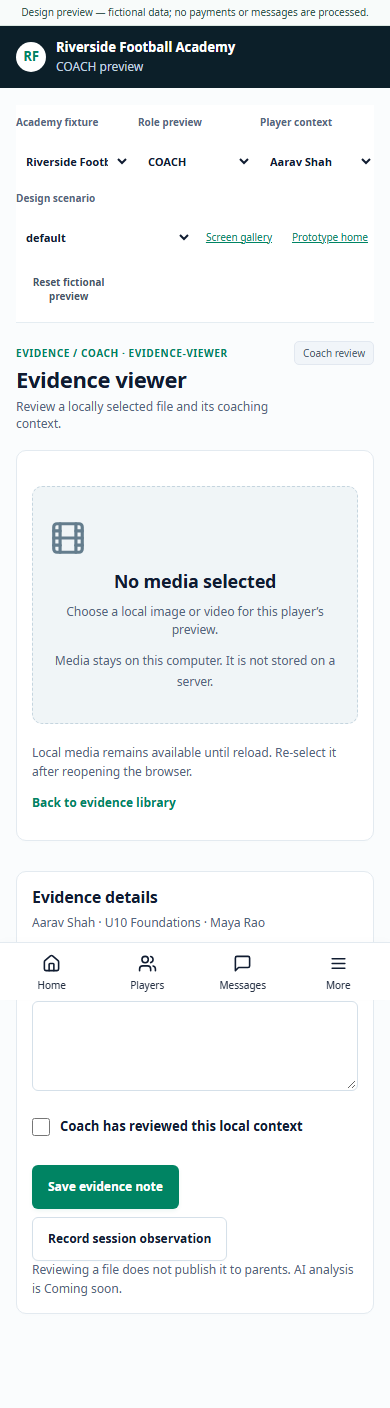 Design preview — fictional data; no payments or messages are processed.
RF
Riverside Football Academy
COACH preview
Academy fixture
Role preview
Player context
Riverside Footb
COACH
Aarav Shah
Design scenario
default
Screen gallery
Prototype home
Reset fictional
preview
EVIDENCE / COACH · EVIDENCE-VIEWER
Coach review
Evidence viewer
Review a locally selected file and its coaching
context.
No media selected
Choose a local image or video for this player's
preview.
Media stays on this computer. It is not stored on a
server.
Local media remains available until reload. Re-select it
after reopening the browser.
Back to evidence library
Evidence details
Aarav Shah · U10 Foundations · Maya Rao
Home
Players
Messages
More
Coach has reviewed this local context
Save evidence note
Record session observation
Reviewing a file does not publish it to parents. AI analysis
is Coming soon.